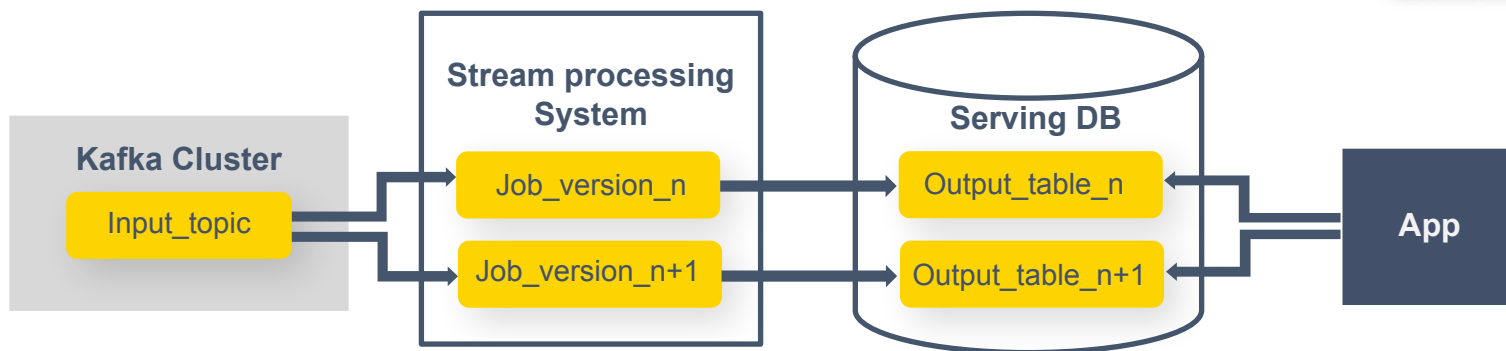 Kafka Cluster
Input_topic
Stream processing
System
Job_version_n
Job_version_n+1
Serving DB
Output_table_n
Output_table_n+1
App